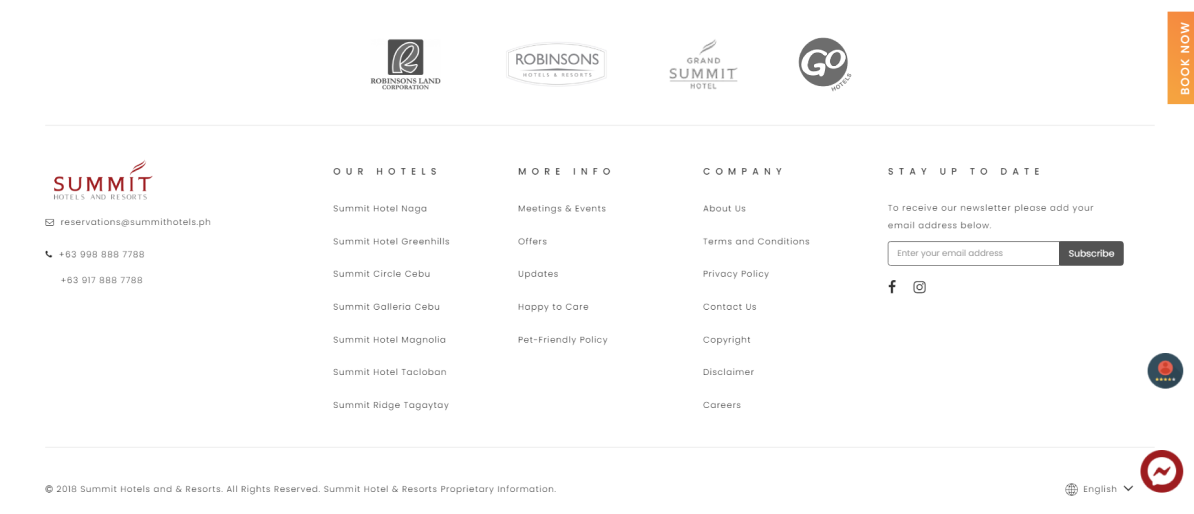 BOOK NOW
ROBINSONS LAND
CORPORATION
ROBINSONS
HOTELS & RESORTS
GRAND
SUMMIT
HOTEL
GO
HOTELS
SUMMIT
HOTELS AND RESORTS
reservations@summithotels.ph
+63 998 888 7788
+63 917 888 7788
OUR HOTELS
Summit Hotel Naga
Summit Hotel Greenhills
Summit Circle Cebu
Summit Galleria Cebu
Summit Hotel Magnolia
Summit Hotel Tacloban
Summit Ridge Tagaytay
MORE INFO
Meetings & Events
Offers
Updates
Happy to Care
Pet-Friendly Policy
COMPANY
About Us
Terms and Conditions
Privacy Policy
Contact Us
Copyright
Disclaimer
Careers
STAY UP TO DATE
To receive our newsletter please add your
email address below.
Enter your email address
Subscribe
© 2018 Summit Hotels and & Resorts. All Rights Reserved. Summit Hotel & Resorts Proprietary Information.
English